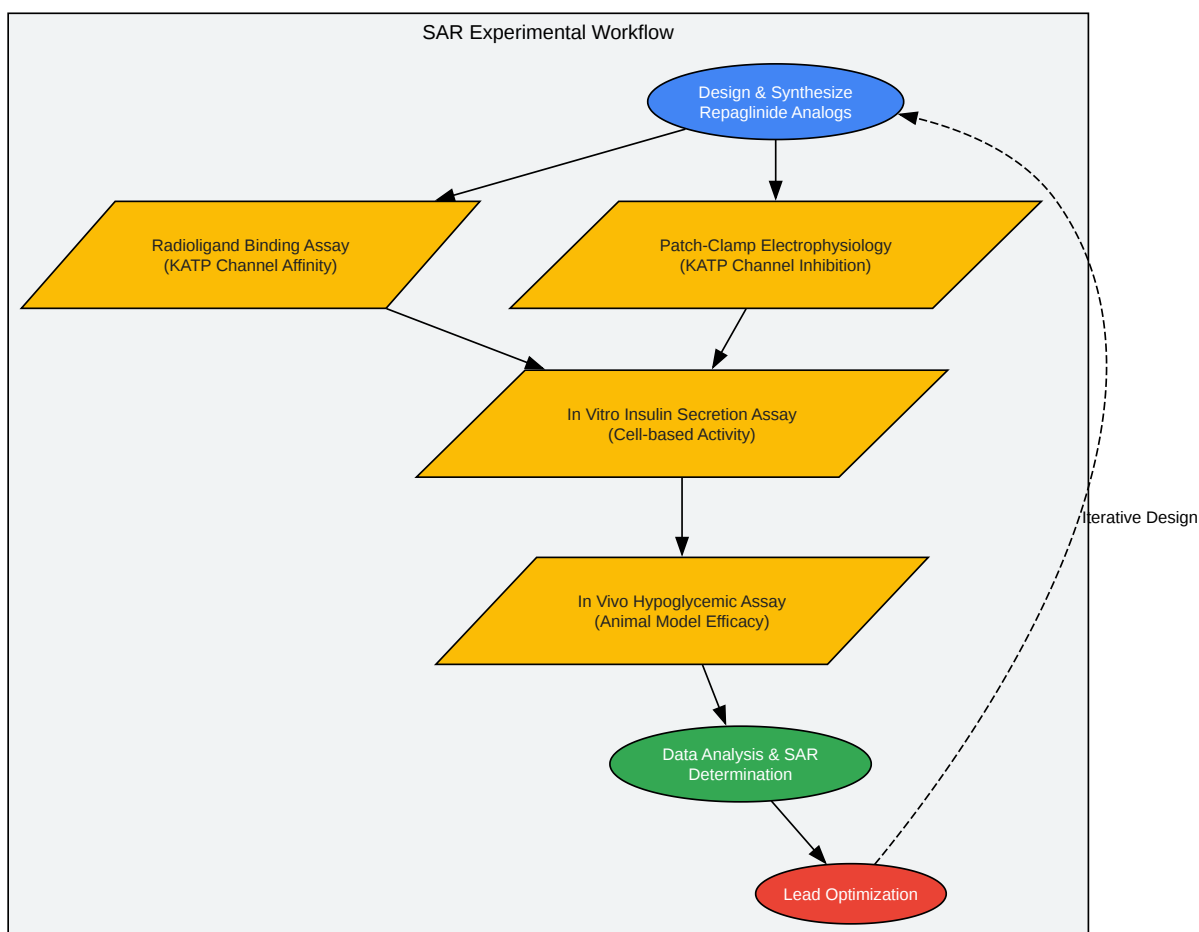 SAR Experimental Workflow
Design & Synthesize
Repaglinide Analogs
Radioligand Binding Assay
(KATP Channel Affinity)
Patch-Clamp Electrophysiology
(KATP Channel Inhibition)
In Vitro Insulin Secretion Assay
(Cell-based Activity)
Iterative Design
In Vivo Hypoglycemic Assay
(Animal Model Efficacy)
Data Analysis & SAR
Determination
Lead Optimization